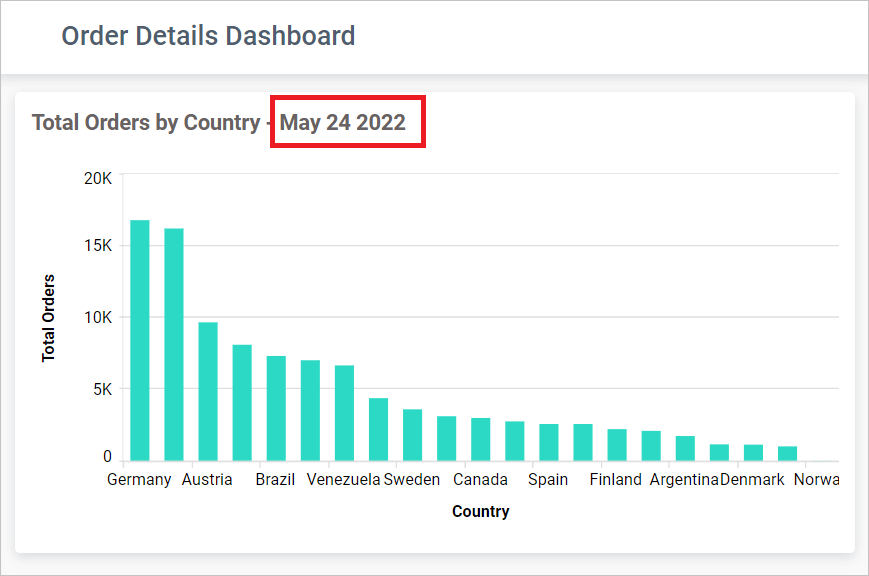 Order Details Dashboard
Total Orders by Country - May 24 2022
20K
15K
10K
5K
0
Total Orders
Germany Austria Brazil Venezuela Sweden Canada Spain Finland Argentina Denmark Norwa
Country